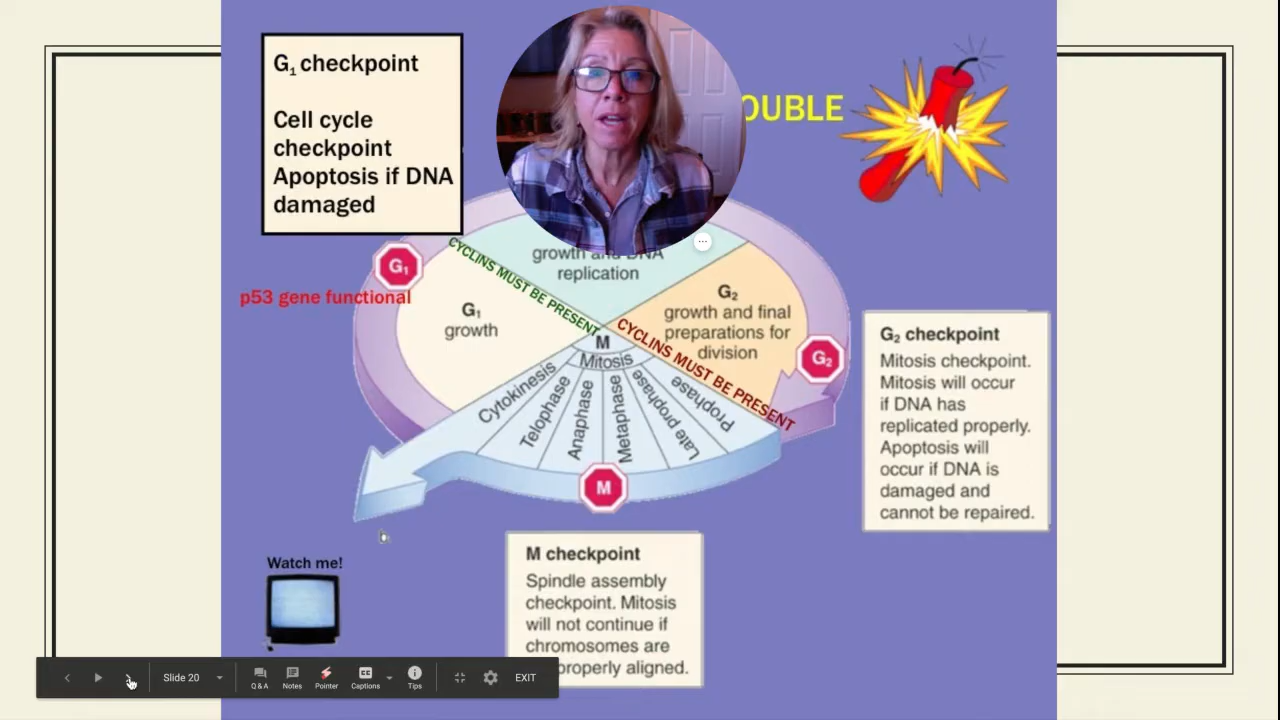 G₁ checkpoint
Cell cycle
checkpoint
Apoptosis if DNA
damaged
OUBLE
G₁
p53 gene functional
CYCLINS MUST BE PRESENT
growth and DNA
replication
G₁
growth
G₂
growth and final
preparations for
division
CYCLINS MUST BE PRESENT
G₂
M
Mitosis
Cytokinesis
Telophase
Anaphase
Metaphase
Late prophase
Prophase
M
G₂ checkpoint
Mitosis checkpoint.
Mitosis will occur
if DNA has
replicated properly.
Apoptosis will
occur if DNA is
damaged and
cannot be repaired.
M checkpoint
Spindle assembly
checkpoint. Mitosis
will not continue if
chromosomes are
properly aligned.
Watch me!
Slide 20
Q & A
Notes
Pointer
CC
Captions
Tips
EXIT